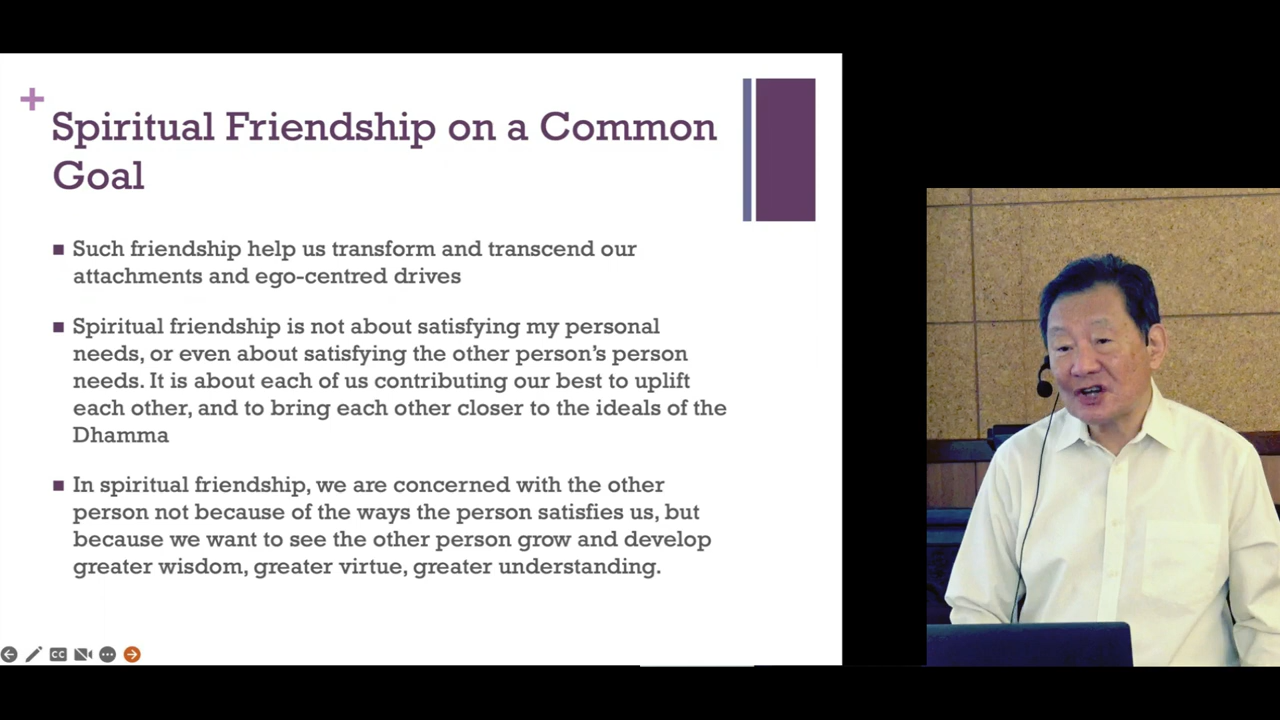 Spiritual Friendship on a Common
Goal
Such friendship help us transform and transcend our
attachments and ego-centred drives
Spiritual friendship is not about satisfying my personal
needs, or even about satisfying the other person's person
needs. It is about each of us contributing our best to uplift
each other, and to bring each other closer to the ideals of the
Dhamma
In spiritual friendship, we are concerned with the other
person not because of the ways the person satisfies us, but
because we want to see the other person grow and develop
greater wisdom, greater virtue, greater understanding.
CC